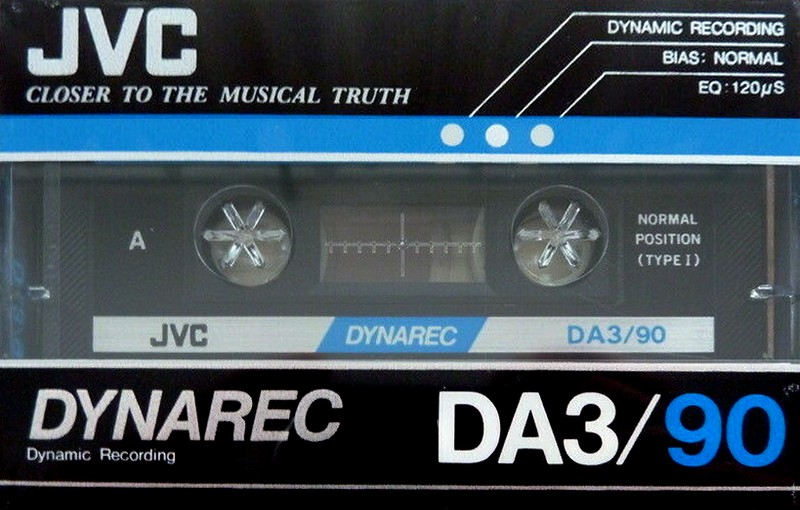 JVC
CLOSER TO THE MUSICAL TRUTH
DYNAMIC RECORDING
BIAS: NORMAL
EQ:120µS
A
NORMAL
POSITION
(TYPE I)
JVC
DYNAREC
DA3/90
DYNAREC
Dynamic Recording
DA3/90